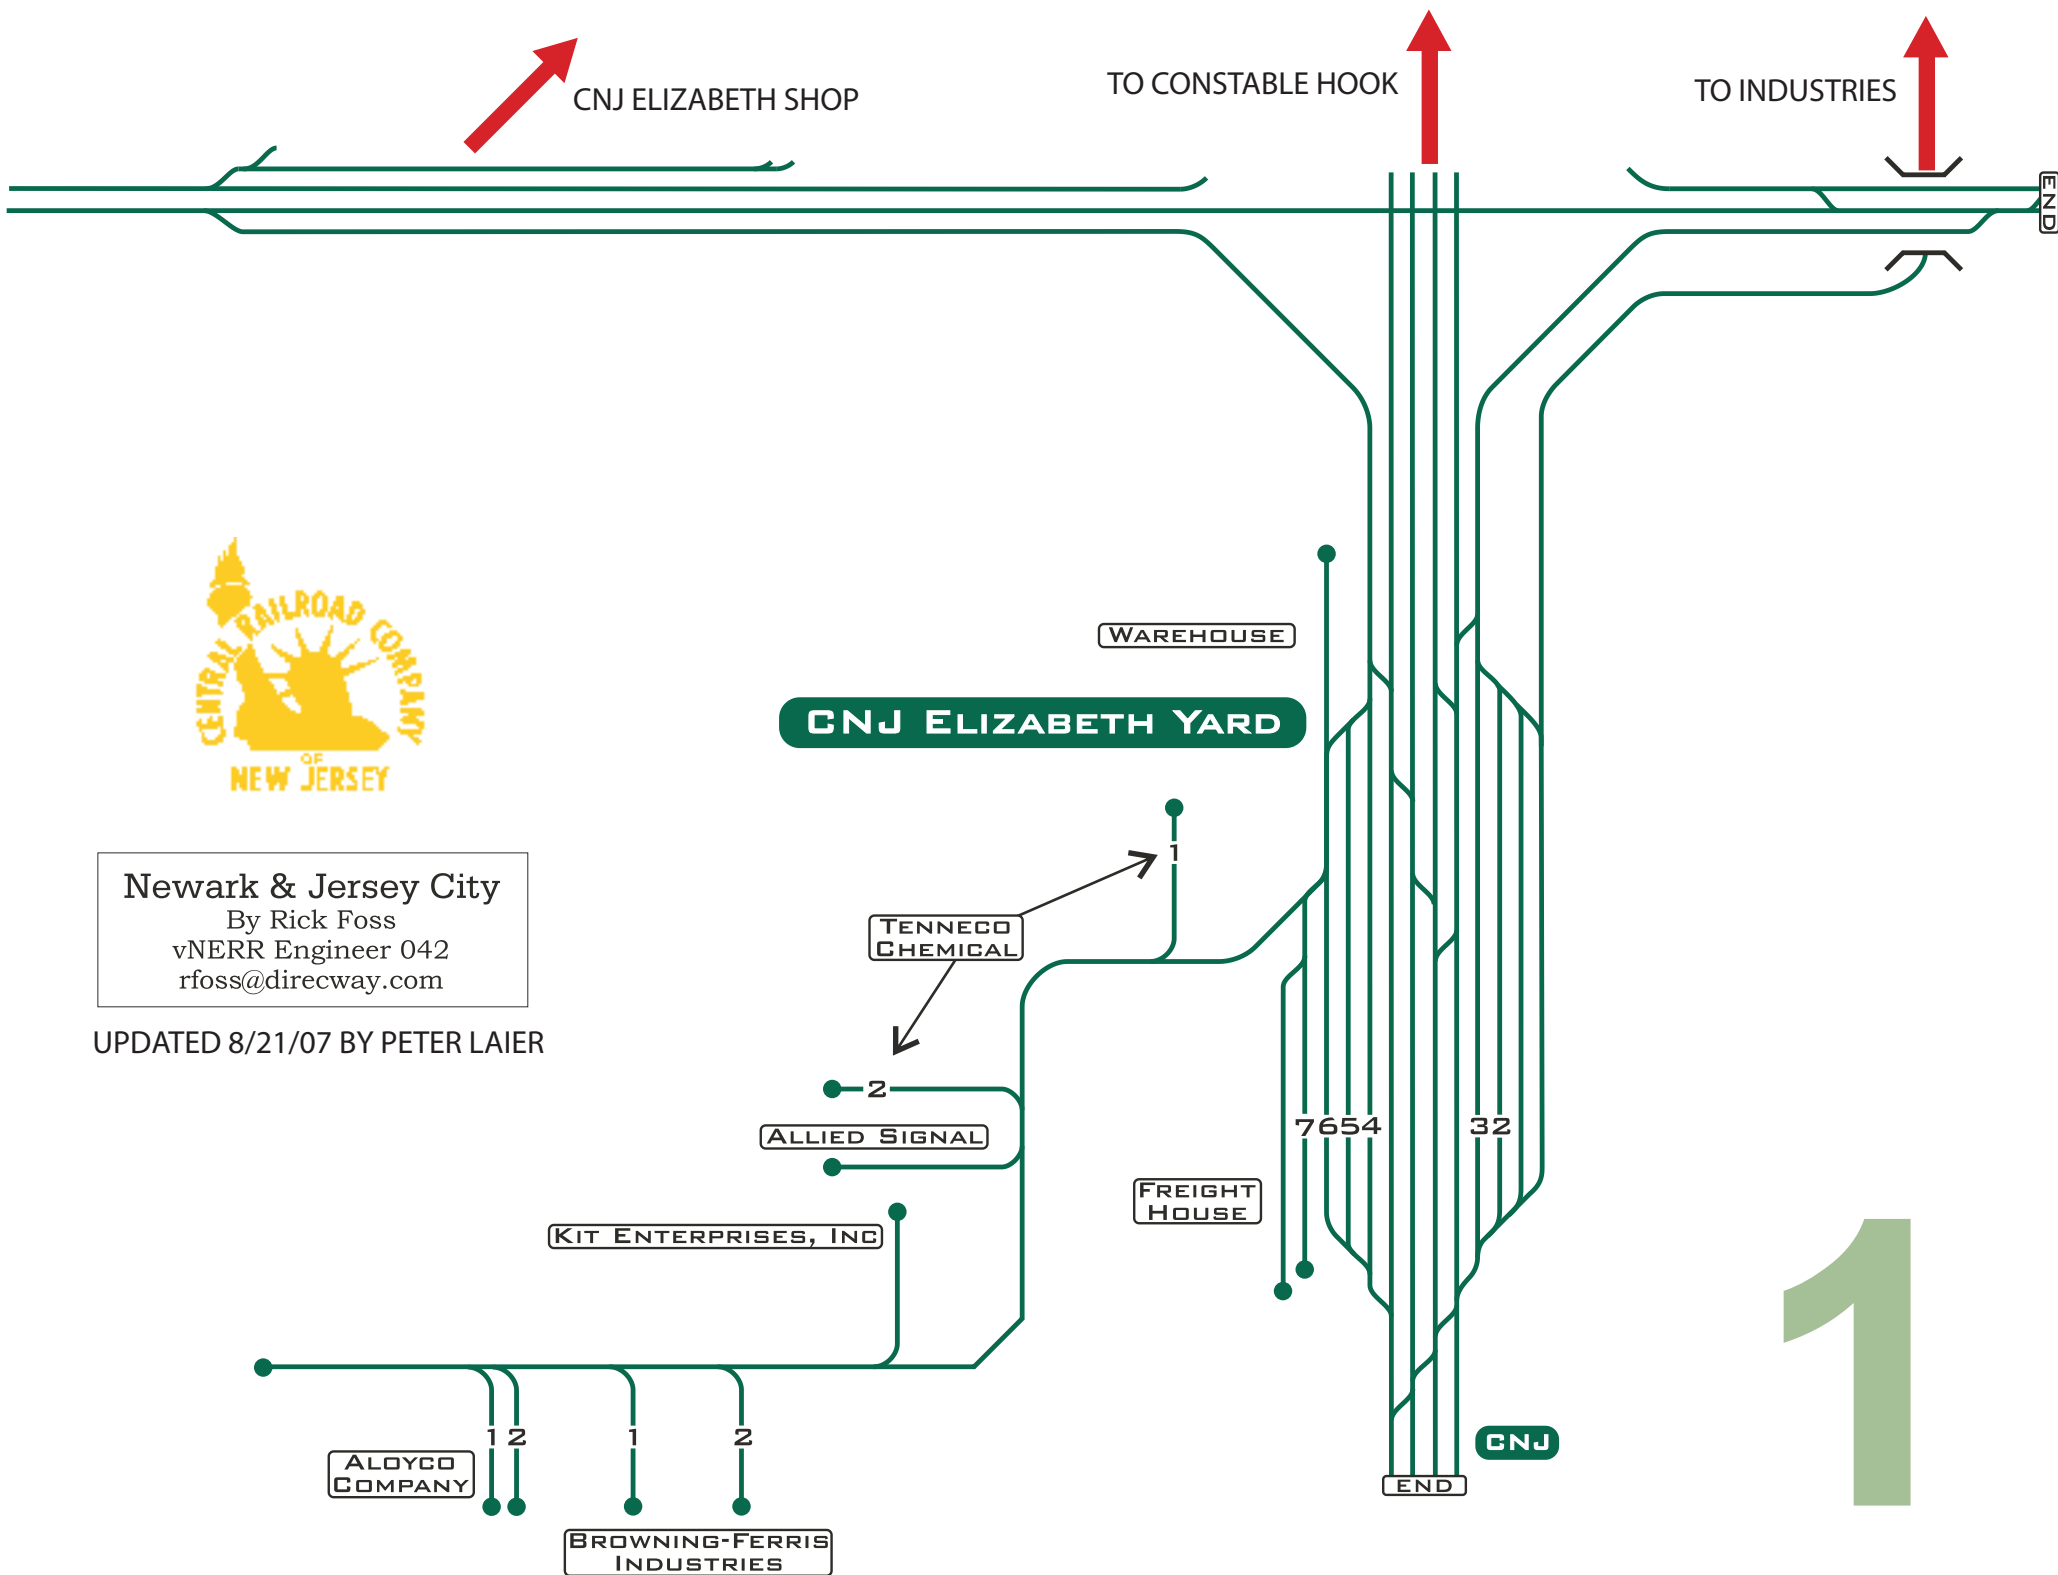 CNJ ELIZABETH SHOP
TO CONSTABLE HOOK
TO INDUSTRIES
END
CENTRAL RAILROAD COMPANY
OF
NEW JERSEY
WAREHOUSE
CNJ ELIZABETH YARD
1
Newark & Jersey City
By Rick Foss
vNERR Engineer 042
rfoss@direcway.com
TENNECO
CHEMICAL
UPDATED 8/21/07 BY PETER LAIER
2
ALLIED SIGNAL
7654
32
FREIGHT
HOUSE
KIT ENTERPRISES, INC
1
1 2
1
2
ALOYCO
COMPANY
CNJ
END
BROWNING-FERRIS
INDUSTRIES